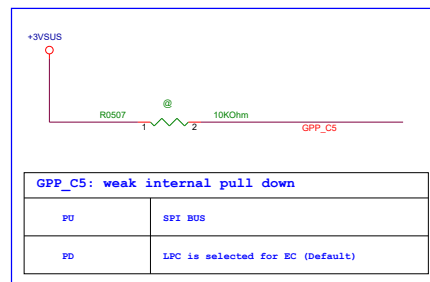 +3VSUS
@
R0507 10KOhm
1 2
GPP_C5
GPP_C5: weak internal pull down
PU SPI BUS
PD LPC is selected for EC (Default)